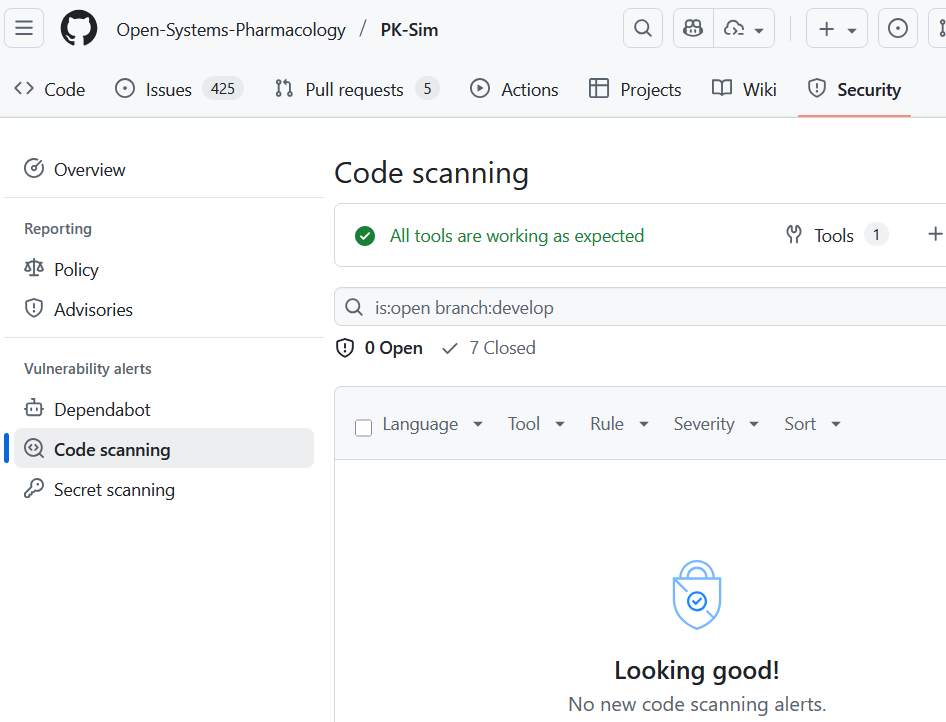 Open-Systems-Pharmacology / PK-Sim
Code Issues 425 Pull requests 5 Actions Projects Wiki Security
Overview
Reporting
Policy
Advisories
Vulnerability alerts
Dependabot
Code scanning
Secret scanning
Code scanning
All tools are working as expected Tools 1
is:open branch:develop
0 Open 7 Closed
Language Tool Rule Severity Sort
Looking good!
No new code scanning alerts.